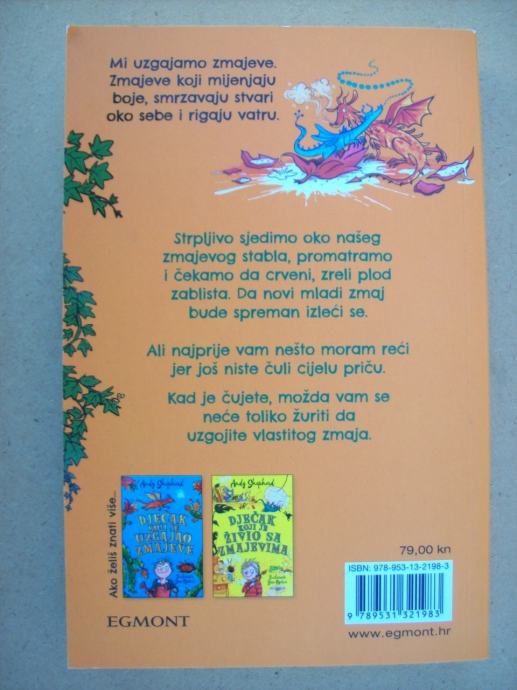 Mi uzgajamo zmajeve.
Zmajeve koji mijenjaju
boje, smrzavaju stvari
oko sebe i rigaju vatru.
Strpljivo sjedimo oko našeg
zmajevog stabla, promatramo
i čekamo da crveni, zreli plod
zablista. Da novi mladi zmaj
bude spreman izleći se.
Ali najprije vam nešto moram reći
jer još niste čuli cijelu priču.
Kad je čujete, možda vam se
neće toliko žuriti da
uzgojite vlastitog zmaja.
Ako želiš znati više...
Andy Shepherd
DJEČAK
KOJI JE
UZGAJAO
ZMAJEVE
Andy Shepherd
DJEČAK
KOJI JE
ŽIVIO SA
ZMAJEVIMA
79,00 kn
ISBN: 978-953-13-2198-3
9 789531 321983
EGMONT
www.egmont.hr